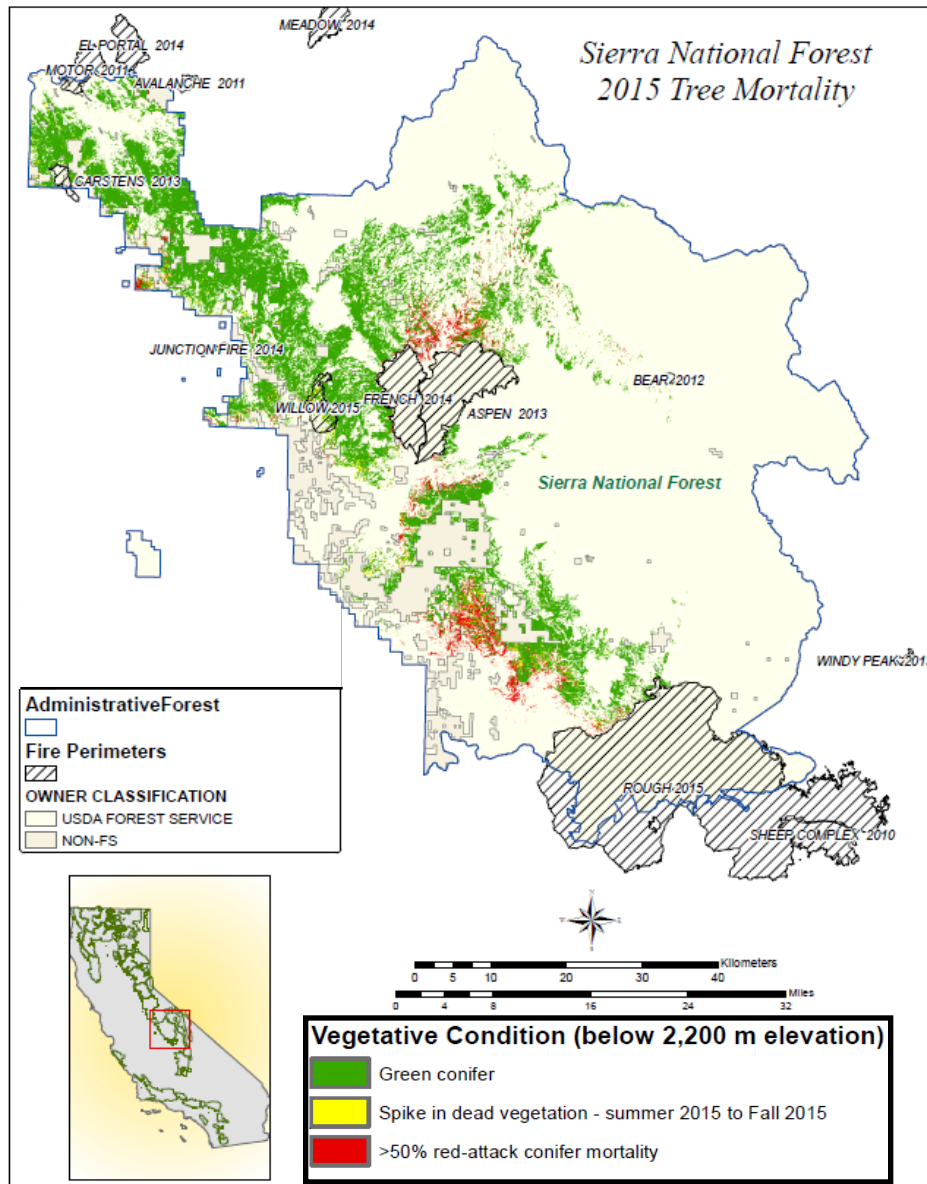 MEADOW 2014
EL PORTAL 2014
Sierra National Forest
2015 Tree Mortality
MOTOR 2011
AVALANCHE 2011
CARSTENS 2013
JUNCTION FIRE 2014
BEAR 2012
WILLOW 2015
FRENCH 2014
ASPEN 2013
Sierra National Forest
WINDY PEAK 2013
AdministrativeForest
Fire Perimeters
OWNER CLASSIFICATION
USDA FOREST SERVICE
NON-FS
ROUGH 2015
SHEEP COMPLEX 2010
N
Kilometers
0 5 10 20 30 40
Miles
0 4 8 16 24 32
Vegetative Condition (below 2,200 m elevation)
Green conifer
Spike in dead vegetation - summer 2015 to Fall 2015
>50% red-attack conifer mortality